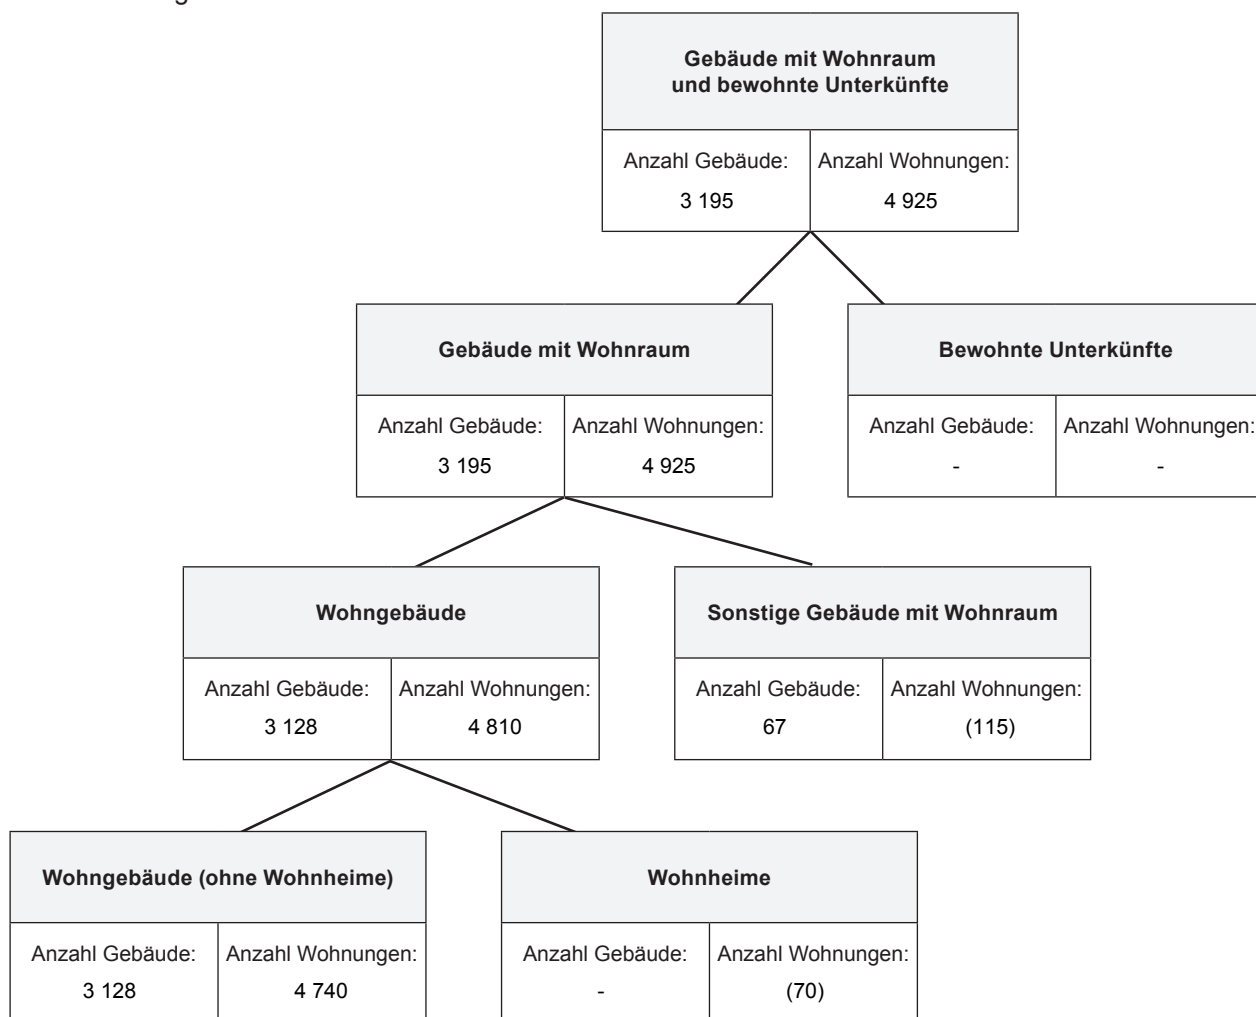 Gebäude mit Wohnraum
und bewohnte Unterkünfte
Anzahl Gebäude: Anzahl Wohnungen:
3 195 4 925
Gebäude mit Wohnraum
Anzahl Gebäude: Anzahl Wohnungen:
3 195 4 925
Bewohnte Unterkünfte
Anzahl Gebäude: Anzahl Wohnungen:
- -
Wohngebäude
Anzahl Gebäude: Anzahl Wohnungen:
3 128 4 810
Sonstige Gebäude mit Wohnraum
Anzahl Gebäude: Anzahl Wohnungen:
67 (115)
Wohngebäude (ohne Wohnheime)
Anzahl Gebäude: Anzahl Wohnungen:
3 128 4 740
Wohnheime
Anzahl Gebäude: Anzahl Wohnungen:
- (70)